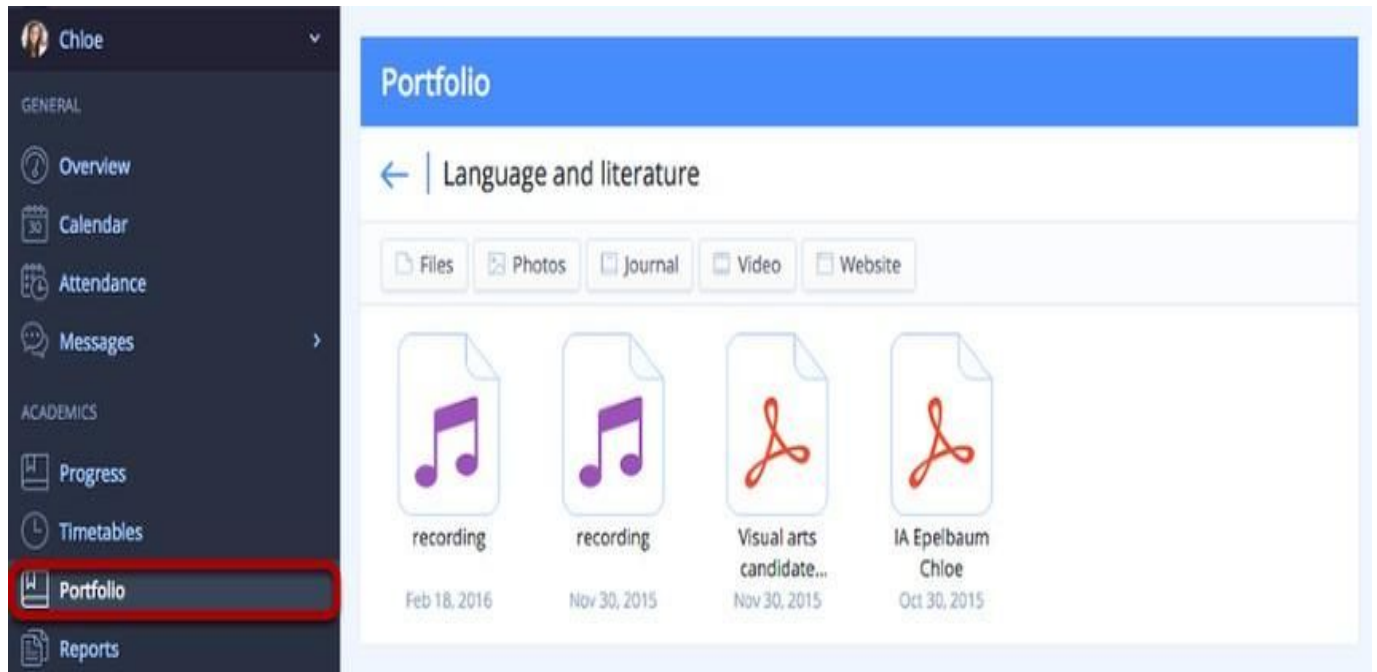 Chloe
GENERAL
Overview
30
Calendar
Attendance
Messages
ACADEMICS
Progress
Timetables
Portfolio
Reports
Portfolio
Language and literature
Files
Photos
Journal
Video
Website
recording
Feb 18, 2016
recording
Nov 30, 2015
Visual arts
candidate...
Nov 30, 2015
IA Epelbaum
Chloe
Oct 30, 2015